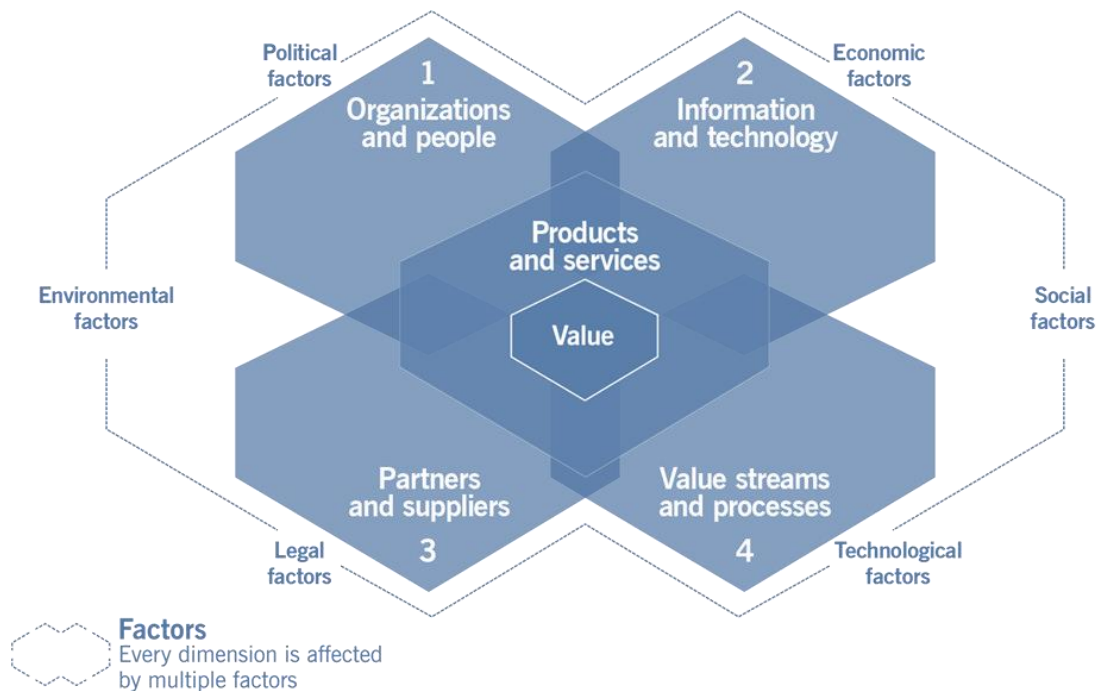 Political
factors
Economic
factors
1
Organizations
and people
2
Information
and technology
Products
and services
Environmental
factors
Value
Social
factors
Partners
and suppliers
3
Value streams
and processes
4
Legal
factors
Technological
factors
Factors
Every dimension is affected
by multiple factors